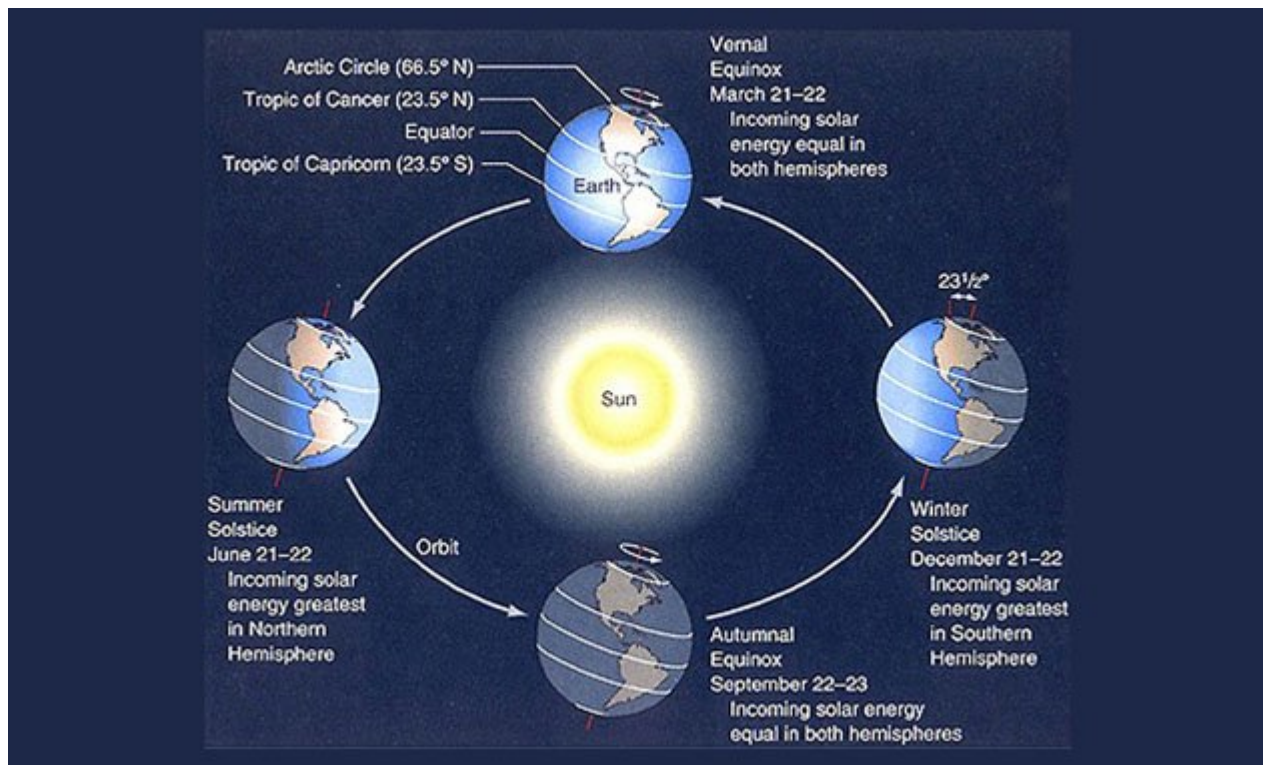 Arctic Circle (66.5° N)
Tropic of Cancer (23.5° N)
Equator
Tropic of Capricorn (23.5° S)
Earth
Vernal
Equinox
March 21–22
Incoming solar
energy equal in
both hemispheres
23½°
Sun
Summer
Solstice
June 21–22
Incoming solar
energy greatest
in Northern
Hemisphere
Orbit
Winter
Solstice
December 21–22
Incoming solar
energy greatest
in Southern
Hemisphere
Autumnal
Equinox
September 22–23
Incoming solar energy
equal in both hemispheres